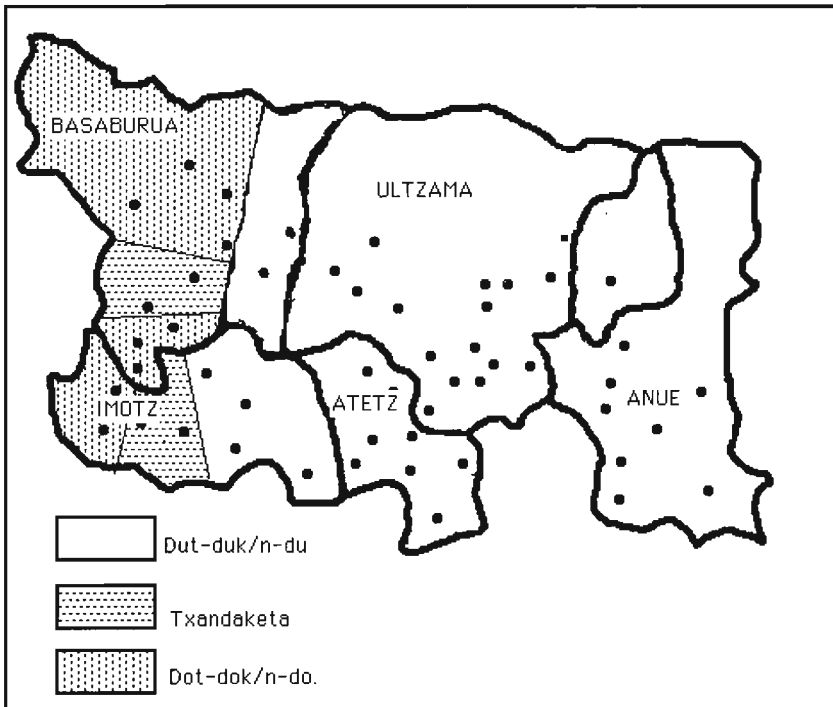 BASABURUA
ULTZAMA
IMOTZ
ATETZ
ANUE
Dut-duk/n-du
Txandaketa
Dot-dok/n-do.